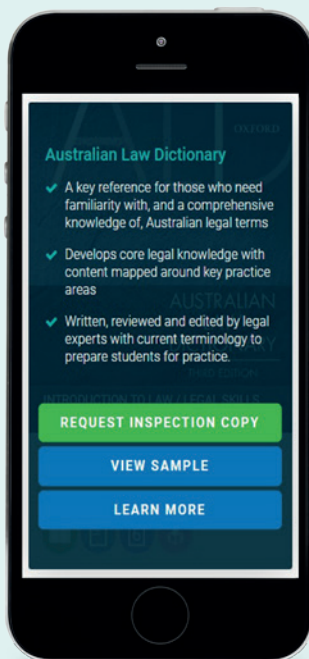 OXFORD
Australian Law Dictionary
✓ A key reference for those who need
familiarity with, and a comprehensive
knowledge of, Australian legal terms
✓ Develops core legal knowledge with
content mapped around key practice
areas
AUSTRALIAN
✓ Written, reviewed and edited by legal
experts with current terminology to
DICTIONARY
prepare students for practice.
THIRD EDITION
INTRODUCTION TO LAW / LEGAL SKILLS
REQUEST INSPECTION COPY
VIEW SAMPLE
LEARN MORE